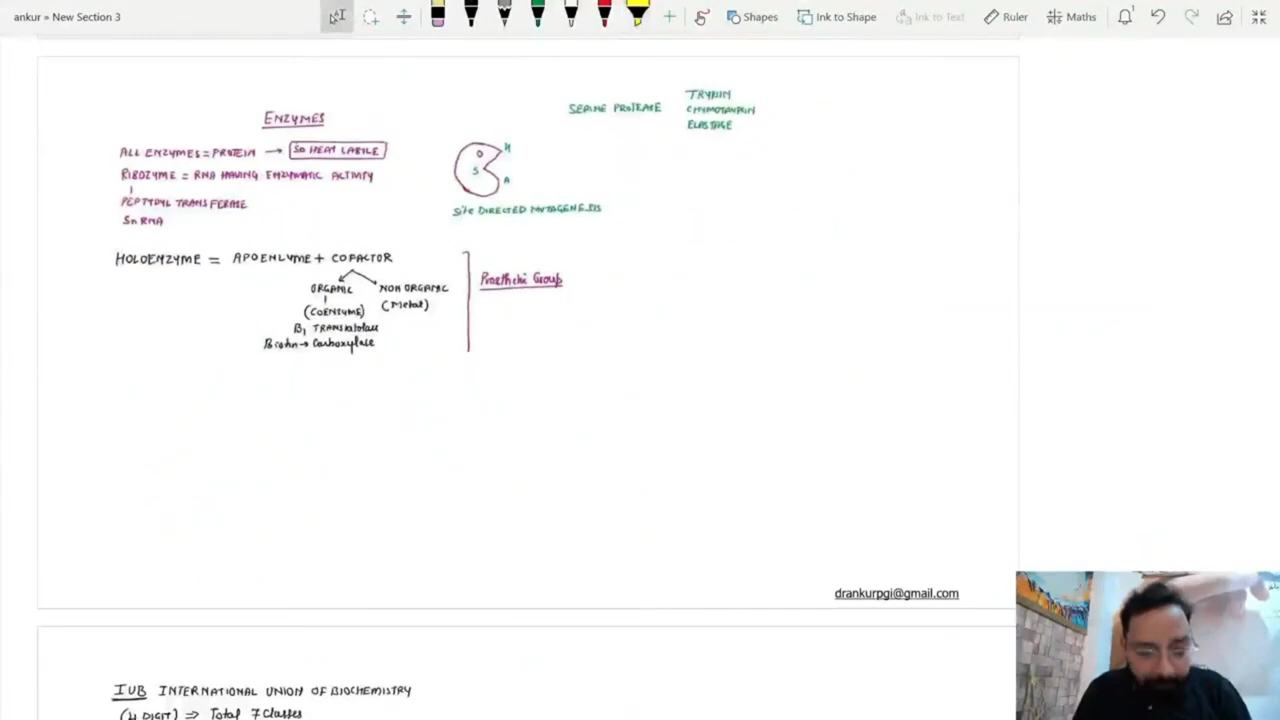 ankur » New Section 3
Shapes
Ink to Shape
Ink to Text
Ruler
Maths
ENZYMES
ALL ENZYMES = PROTEIN → SO HEAT LABILE
RIBOZYME = RNA HAVING ENZYMATIC ACTIVITY
PEPTYDYL TRANSFERASE
Sn RNA
SERINE PROTEASE
TRYPSIN
CHYMOTRYPSIN
ELASTASE
D
H
S
A
Site DIRECTED MUTAGENESIS
HOLOENZYME = APOENZYME + COFACTOR
ORGANIC
NON ORGANIC
(COENZYME)
(Metal)
B₁ TRANSKetolase
Biotin → Carboxylase
Prosthetic Group
drankurpgi@gmail.com
IUB INTERNATIONAL UNION OF BIOCHEMISTRY
(4 DIGIT) ⇒ Total 7 Classes